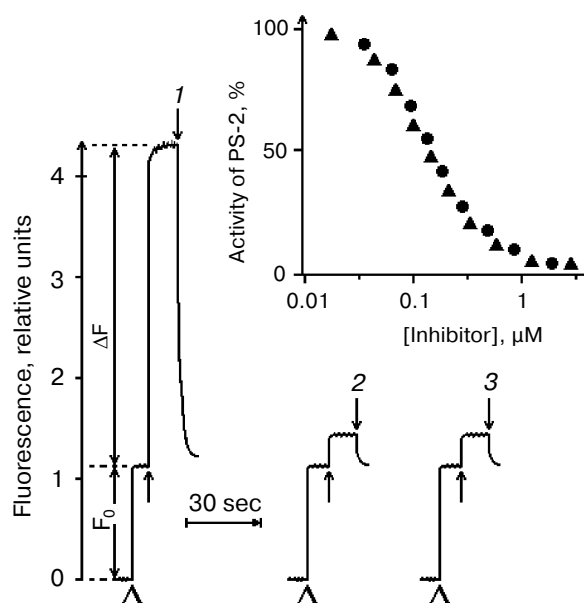 Fluorescence, relative units
4
3
2
1
0
ΔF
F0
1
30 sec
2
3
Activity of PS-2, %
100
50
0
0.01
0.1
1
[Inhibitor], μM